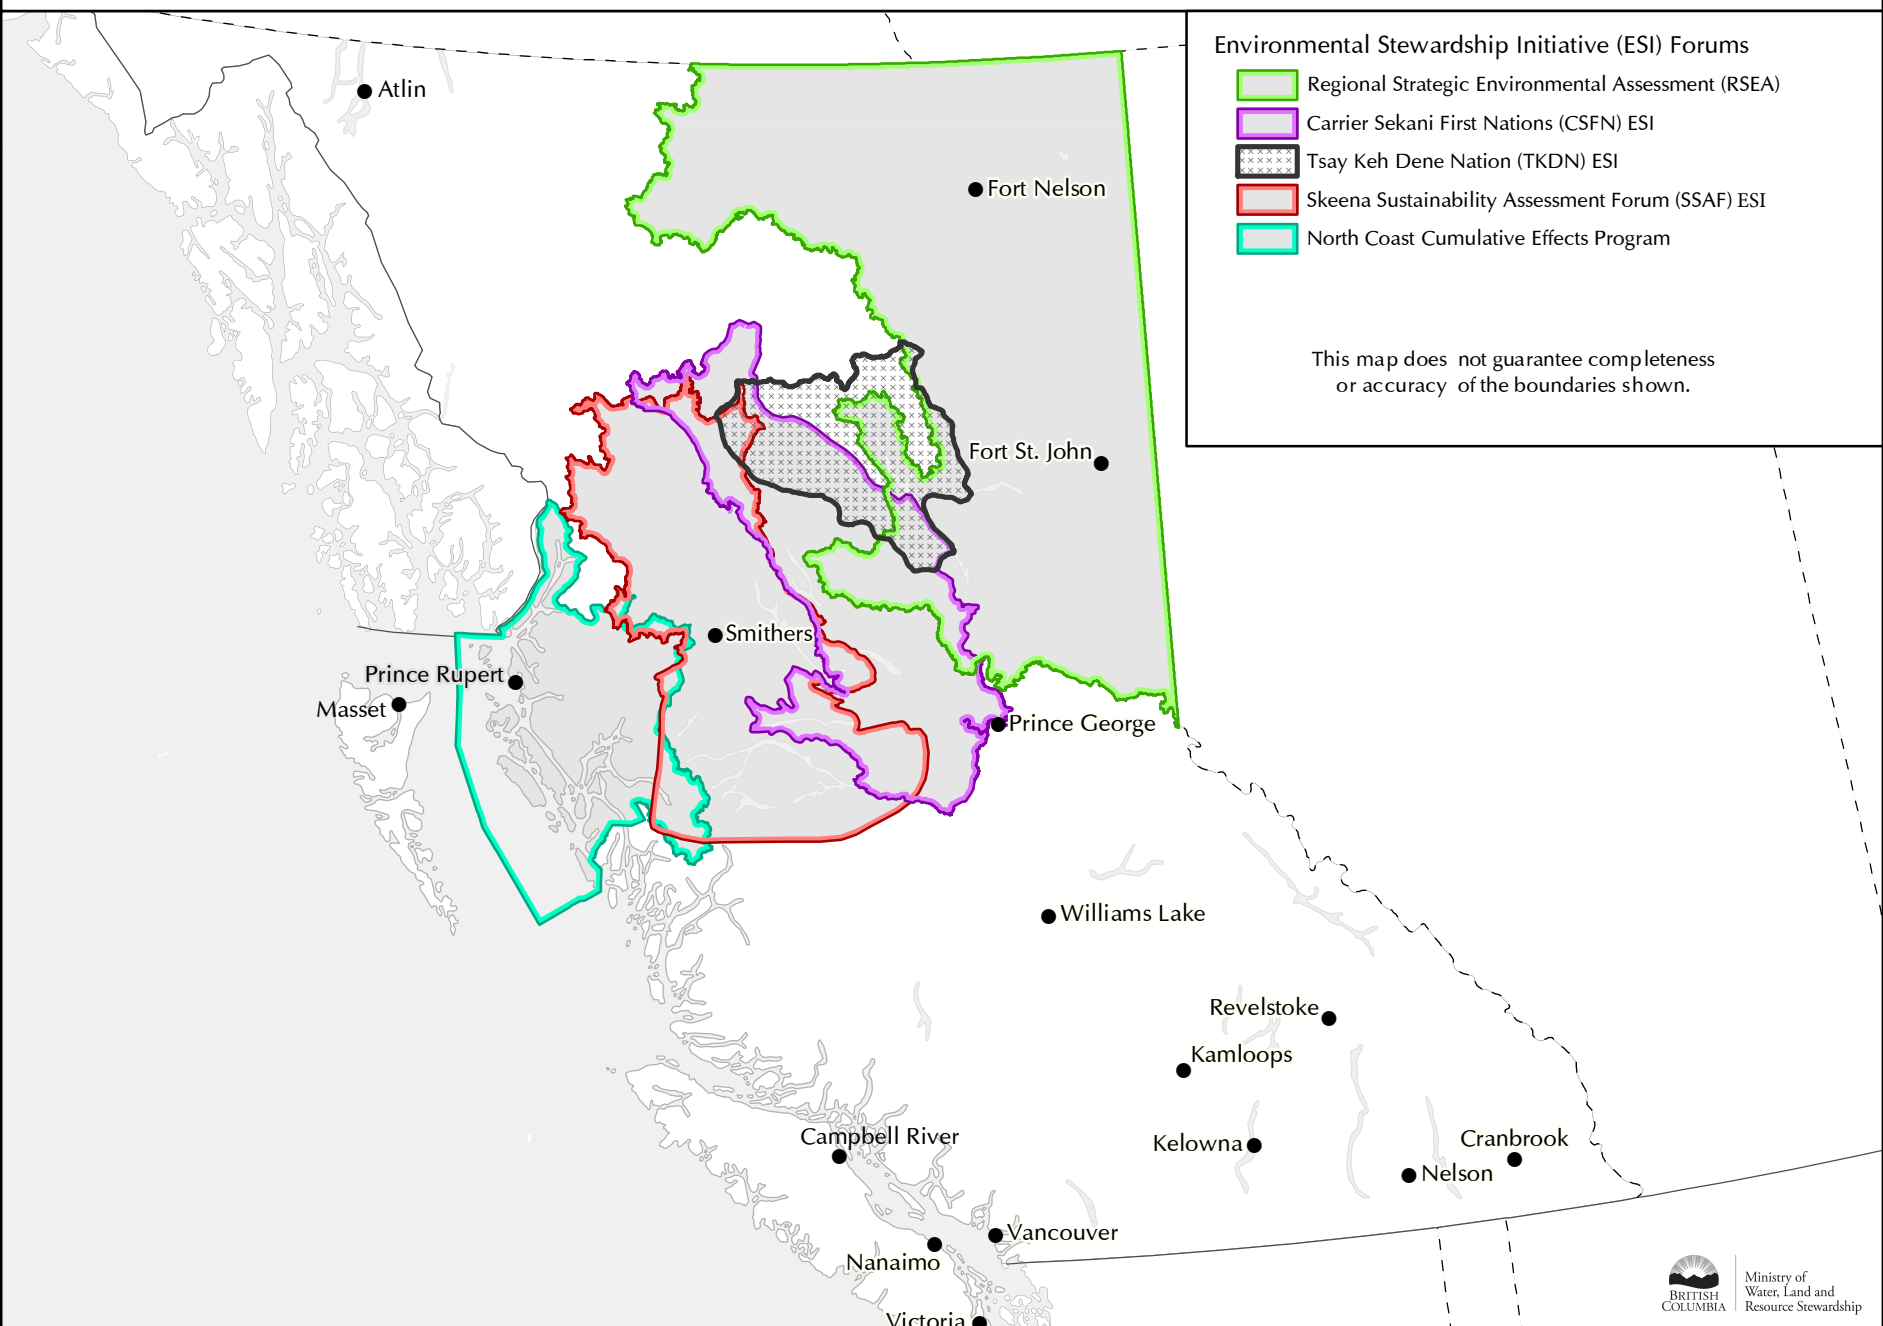 Environmental Stewardship Initiative (ESI) Forums
Regional Strategic Environmental Assessment (RSEA)
Carrier Sekani First Nations (CSFN) ESI
Tsay Keh Dene Nation (TKDN) ESI
Skeena Sustainability Assessment Forum (SSAF) ESI
North Coast Cumulative Effects Program
This map does not guarantee completeness
or accuracy of the boundaries shown.
Atlin
Fort Nelson
Fort St. John
Smithers
Prince Rupert
Masset
Prince George
Williams Lake
Revelstoke
Kamloops
Campbell River
Kelowna
Cranbrook
Nelson
Vancouver
Nanaimo
Victoria
BRITISH
COLUMBIA
Ministry of
Water, Land and
Resource Stewardship